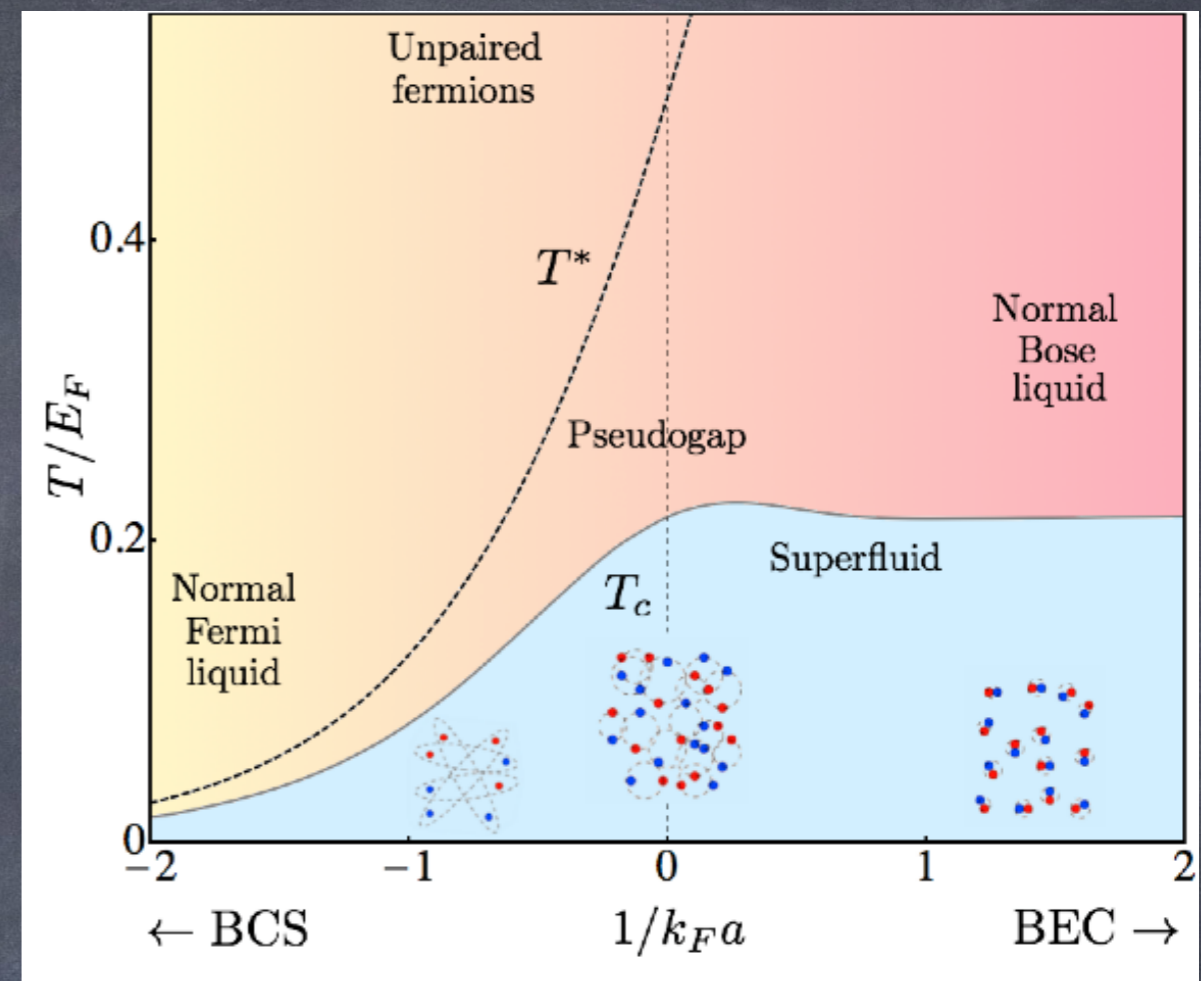 Unpaired
fermions
0.4
T*
Normal
Bose
liquid
T/E_F
Pseudogap
0.2
Superfluid
Normal
Fermi
liquid
T_c
0
−2
−1
0
1
2
← BCS
1/k_F a
BEC →